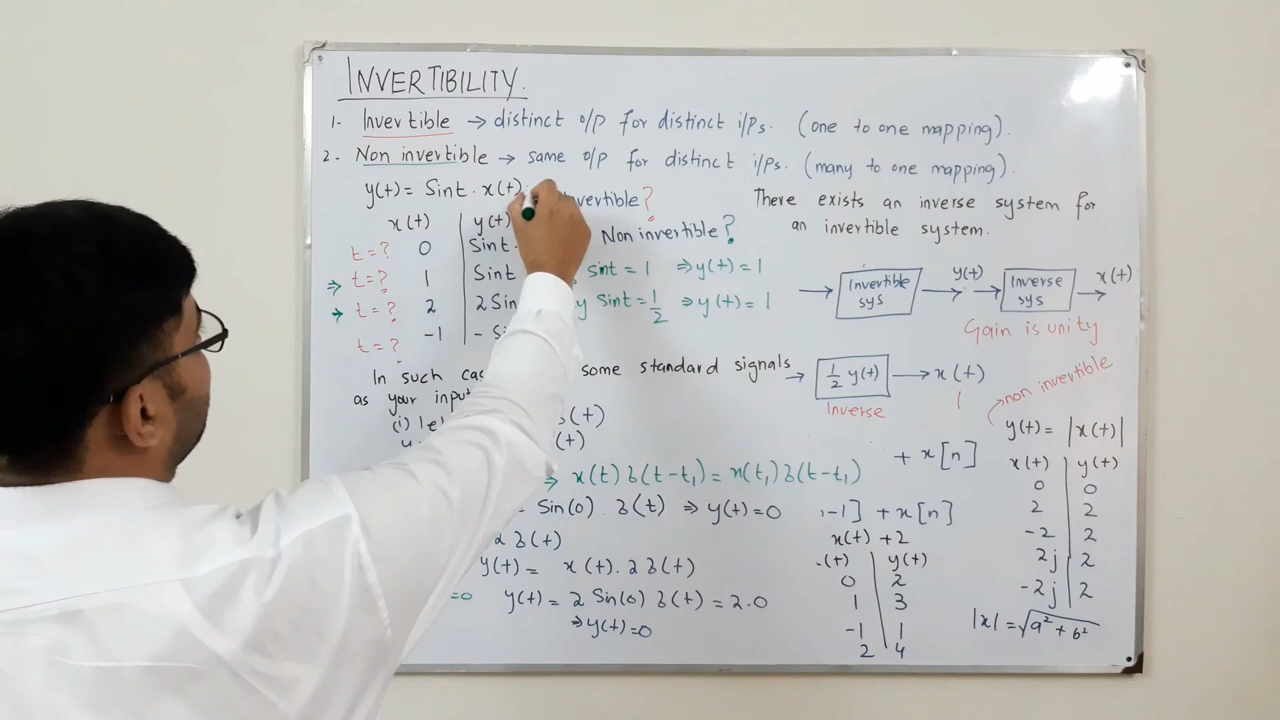 INVERTIBILITY.
1- Invertible → distinct o/p for distinct i/ps. (one to one mapping).
2- Non invertible → same o/p for distinct i/ps. (many to one mapping).
y(t) = Sint · x(t)
nvertible?
Non invertible?
x(t) | y(t)
t=? 0 | Sint ·
⇒ t=? 1 | Sint
→ t=? 2 | 2 Sin
t=? -1 | -
Sint = 1 ⇒ y(t) = 1
Sint = 1/2 ⇒ y(t) = 1
In such some standard signals
as your
(i) δ(t)
(t)
x(t) δ(t-t₁) = x(t₁) δ(t-t₁)
= Sin(0) · δ(t) ⇒ y(t) = 0
2 δ(t)
y(t) = x(t) · 2 δ(t)
=0 y(t) = 2 Sin(0) δ(t) = 2·0
⇒ y(t) = 0
There exists an inverse system for
an invertible system.
→ Invertible sys → y(t) → Inverse sys → x(t)
Gain is unity
→ 1/2 y(t) → x(t)
Inverse
+ x[n]
-1] + x[n]
x(t) + 2
(t) | y(t)
0 | 2
1 | 3
-1 | 1
2 | 4
non invertible
y(t) = |x(t)|
x(t) | y(t)
0 | 0
2 | 2
-2 | 2
2j | 2
-2j | 2
|x| = √a² + b²